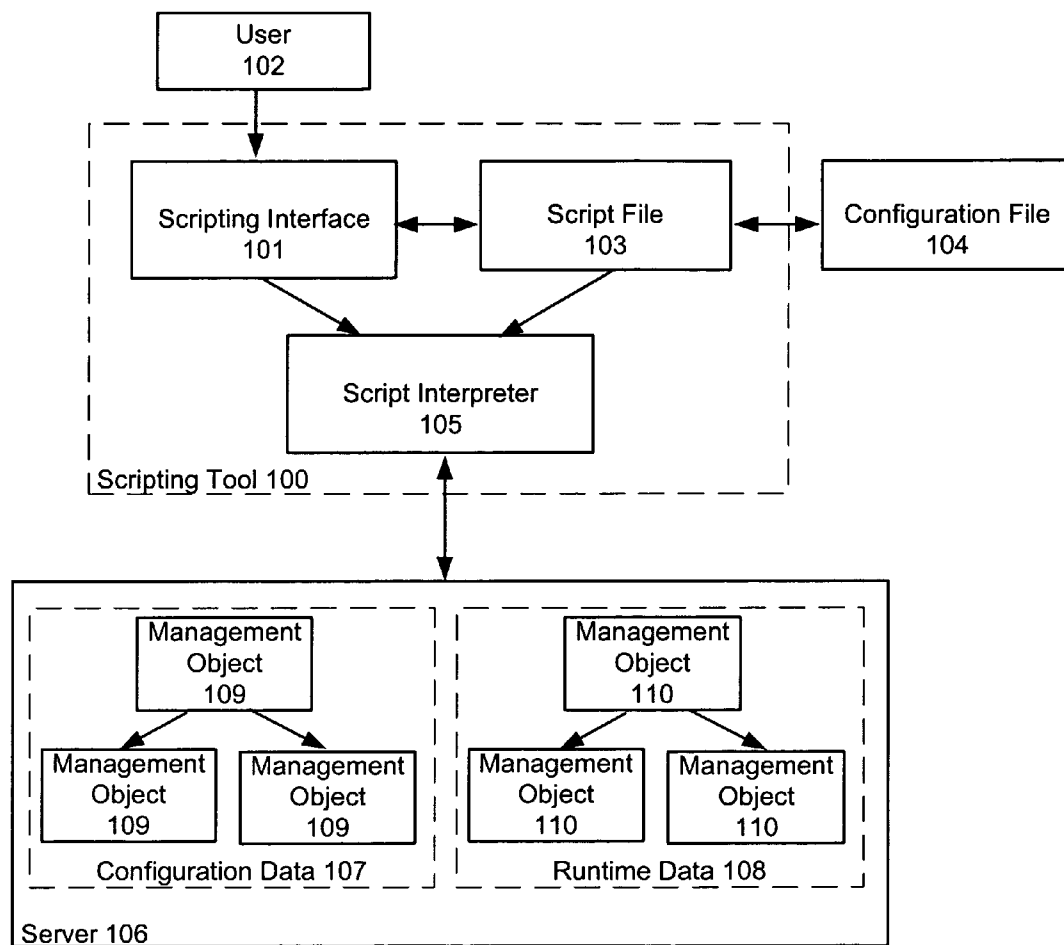 User
102
Scripting Interface
101
Script File
103
Configuration File
104
Script Interpreter
105
Scripting Tool 100
Management
Object
109
Management
Object
109
Management
Object
109
Configuration Data 107
Management
Object
110
Management
Object
110
Management
Object
110
Runtime Data 108
Server 106